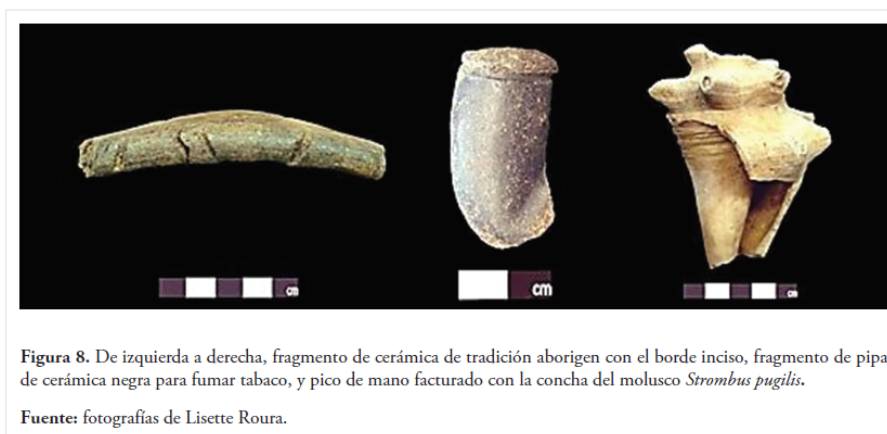 cm
cm
cm
Figura 8. De izquierda a derecha, fragmento de cerámica de tradición aborigen con el borde inciso, fragmento de pipa
de cerámica negra para fumar tabaco, y pico de mano facturado con la concha del molusco Strombus pugilis.
Fuente: fotografías de Lisette Roura.